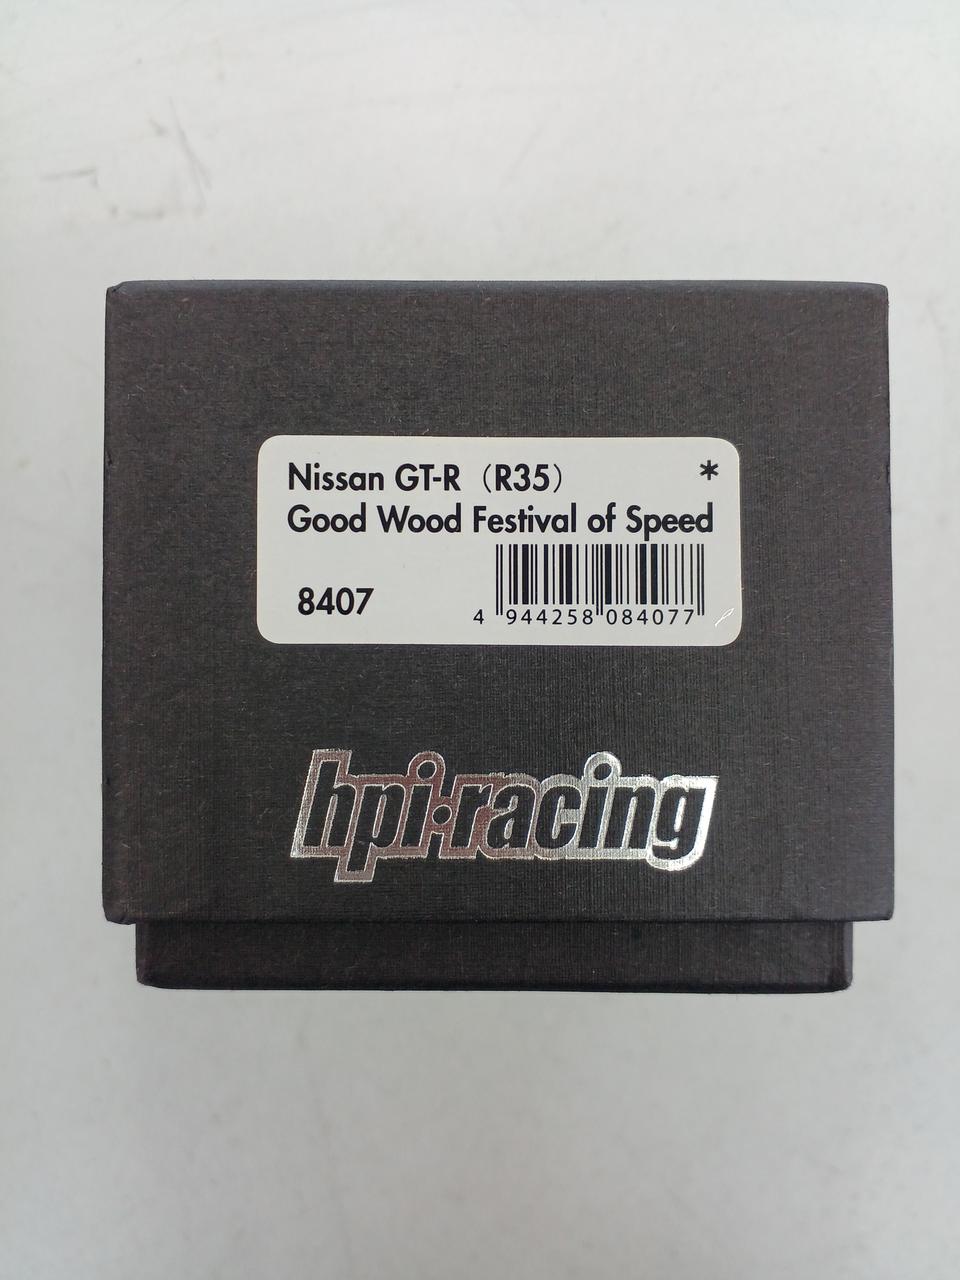 Nissan GT-R（R35） *
Good Wood Festival of Speed
8407
4 944258 084077
hpi·racing